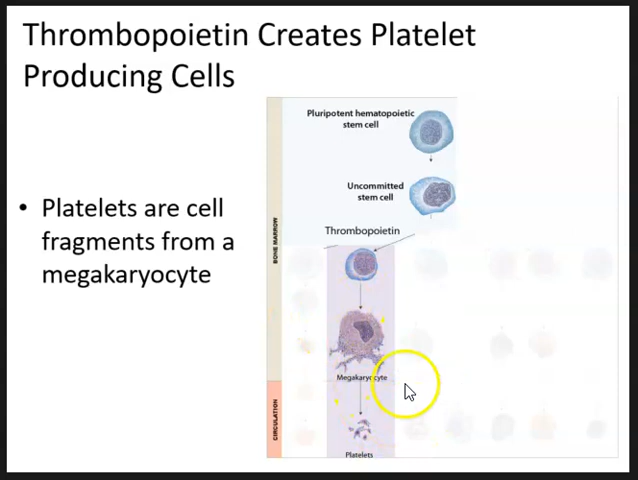 Thrombopoietin Creates Platelet
Producing Cells
• Platelets are cell
fragments from a
megakaryocyte
Pluripotent hematopoietic
stem cell
Uncommitted
stem cell
Thrombopoietin
BONE MARROW
Megakaryocyte
CIRCULATION
Platelets